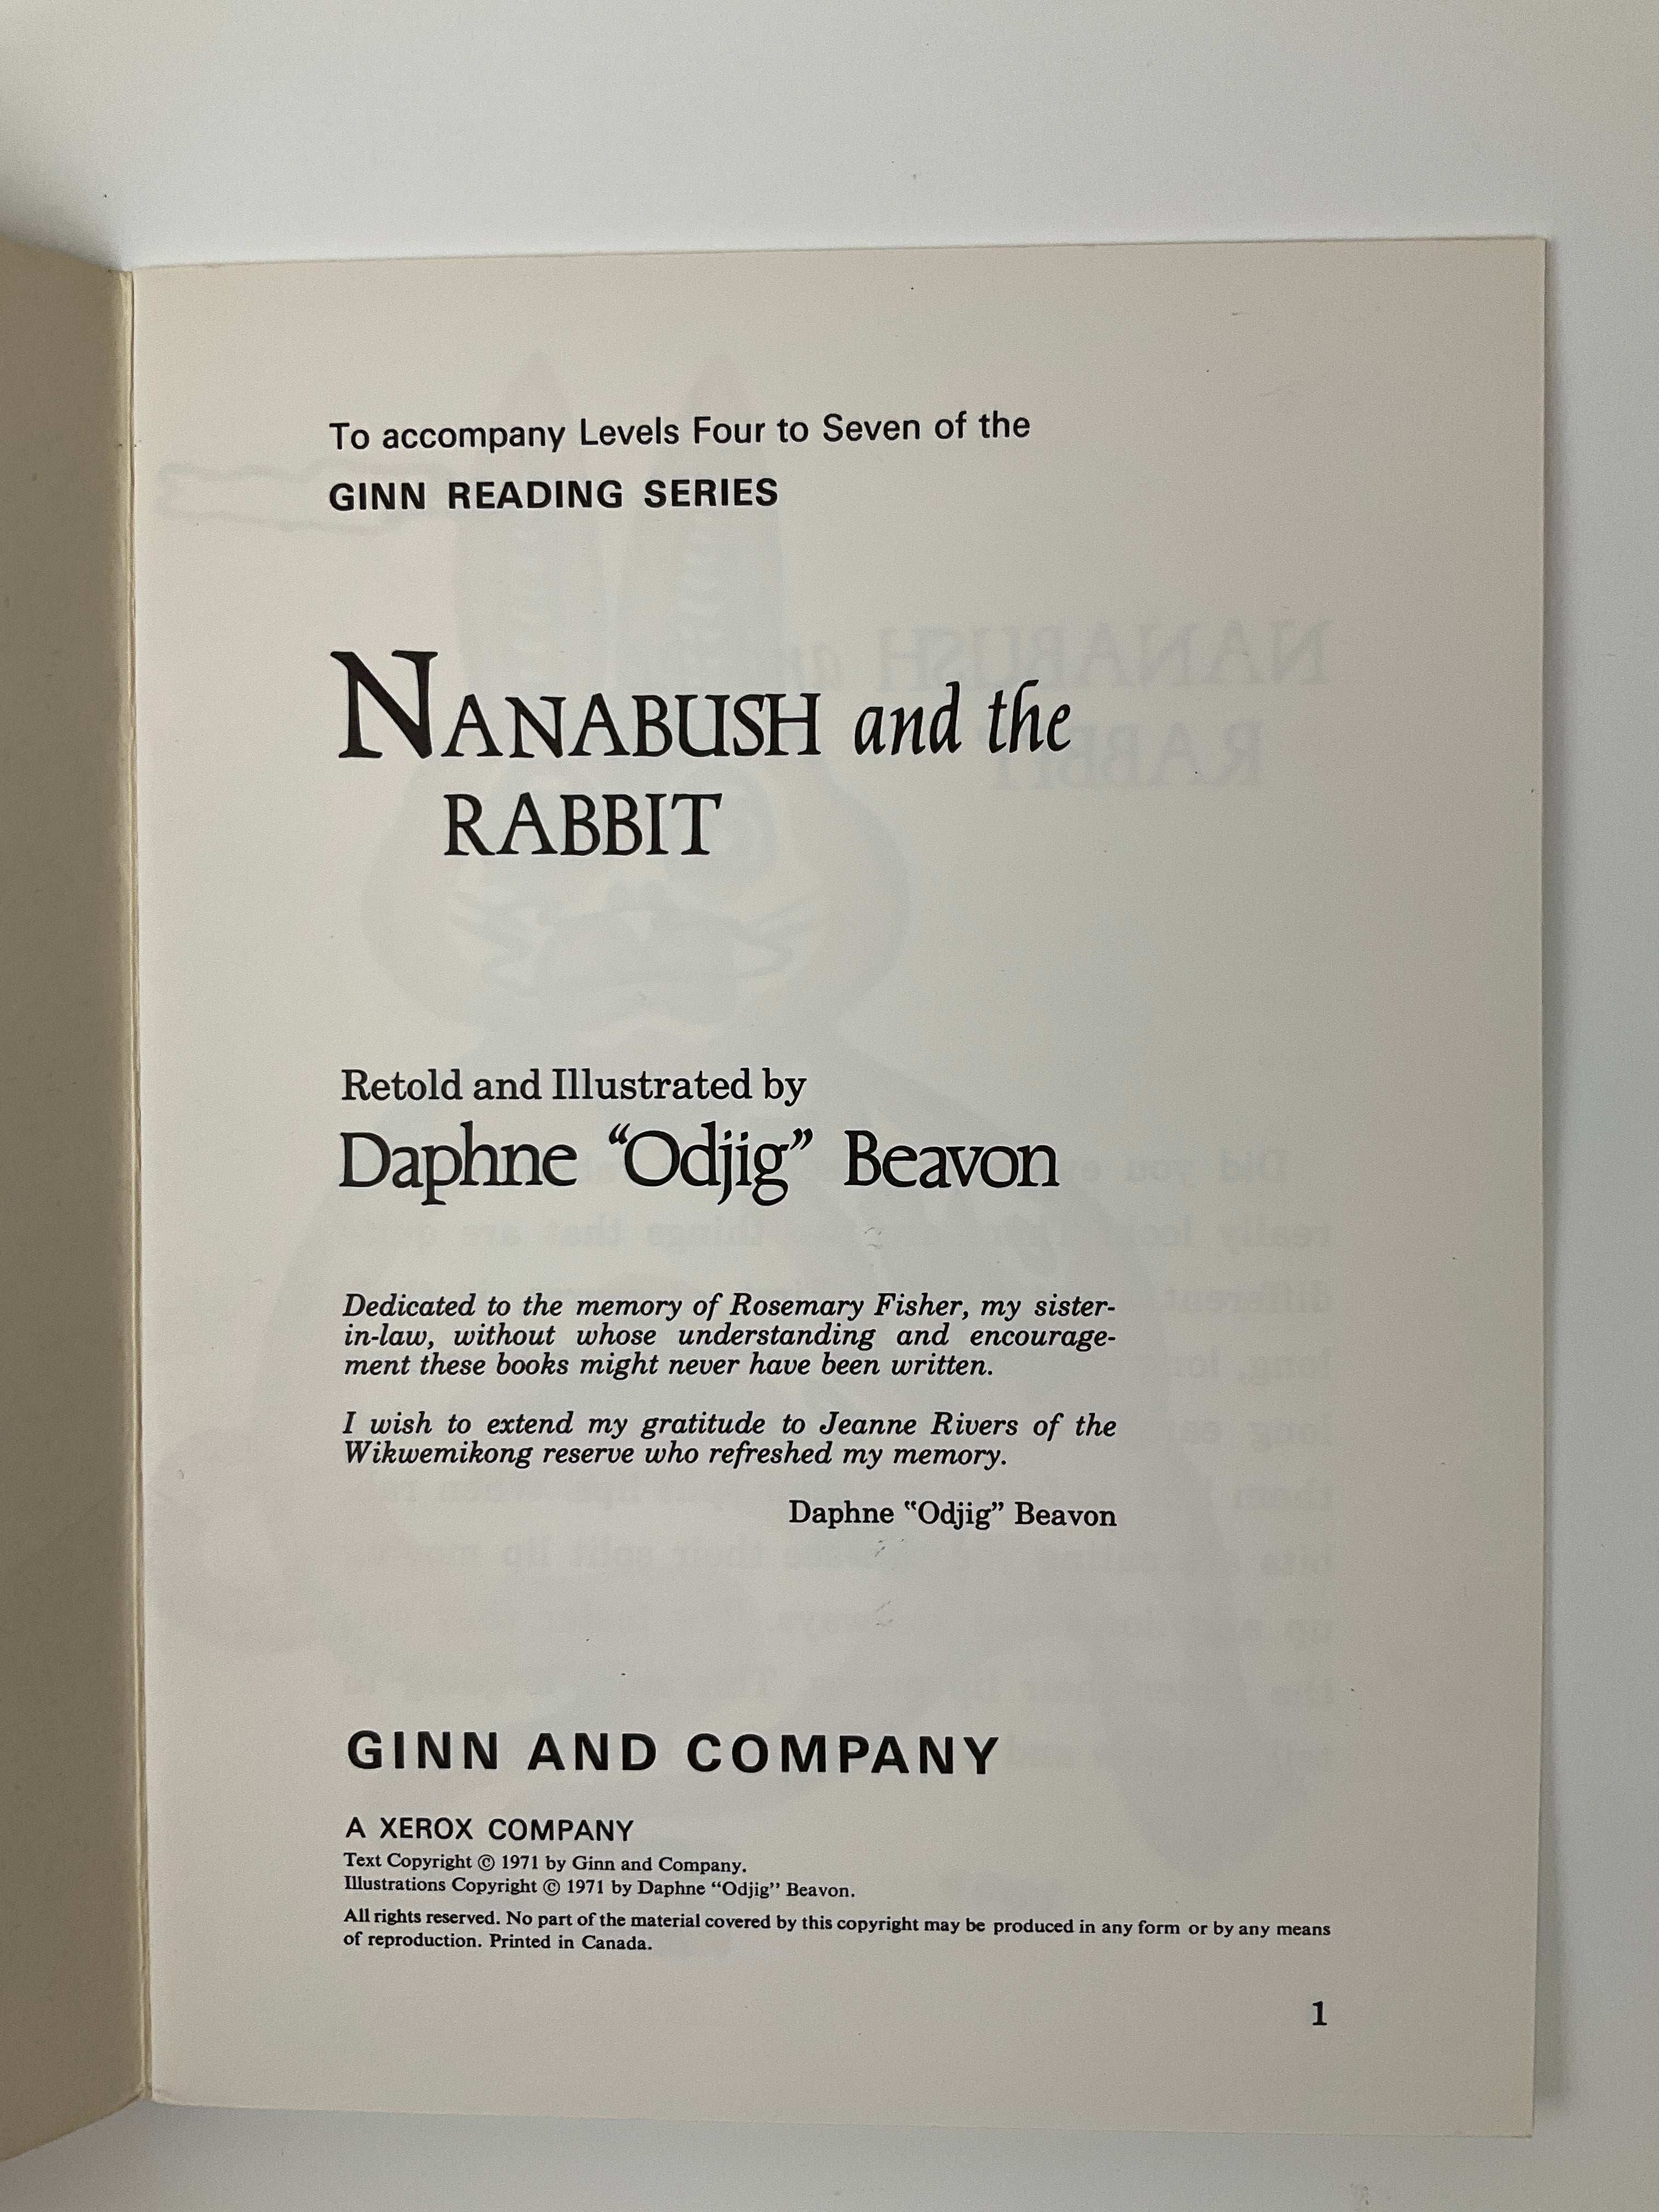 To accompany Levels Four to Seven of the
GINN READING SERIES
NANABUSH and the
RABBIT
Retold and Illustrated by
Daphne “Odjig” Beavon
Dedicated to the memory of Rosemary Fisher, my sister-
in-law, without whose understanding and encourage-
ment these books might never have been written.
I wish to extend my gratitude to Jeanne Rivers of the
Wikwemikong reserve who refreshed my memory.
Daphne “Odjig” Beavon
GINN AND COMPANY
A XEROX COMPANY
Text Copyright © 1971 by Ginn and Company.
Illustrations Copyright © 1971 by Daphne “Odjig” Beavon.
All rights reserved. No part of the material covered by this copyright may be produced in any form or by any means
of reproduction. Printed in Canada.
1